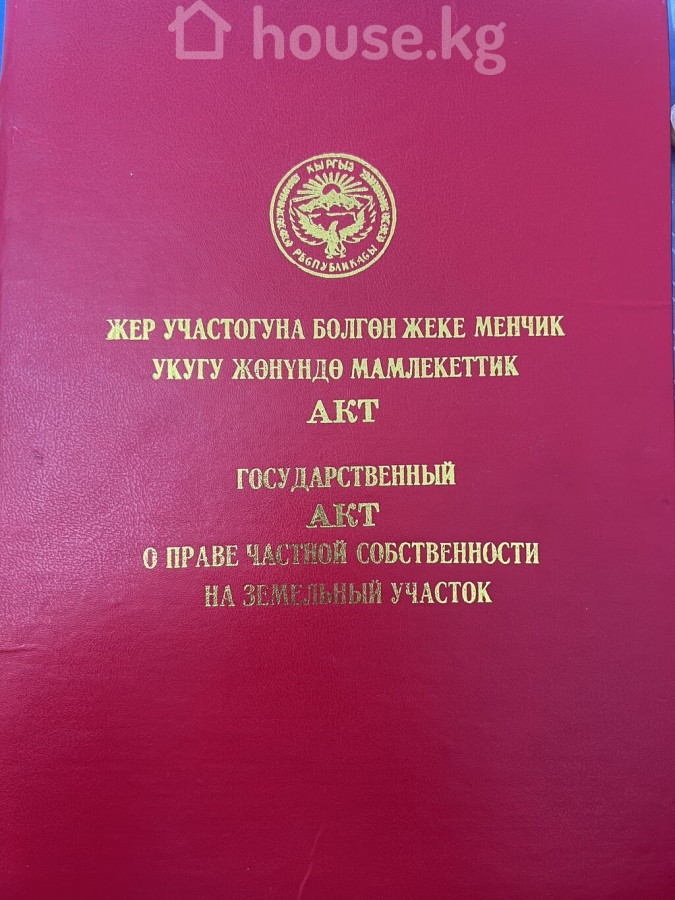 house.kg
КЫРГЫЗ
РЕСПУБЛИКАСЫ
ЖЕР УЧАСТОГУНА БОЛГӨН ЖЕКЕ МЕНЧИК
УКУГУ ЖӨНҮНДӨ МАМЛЕКЕТТИК
АКТ
ГОСУДАРСТВЕННЫЙ
АКТ
О ПРАВЕ ЧАСТНОЙ СОБСТВЕННОСТИ
НА ЗЕМЕЛЬНЫЙ УЧАСТОК